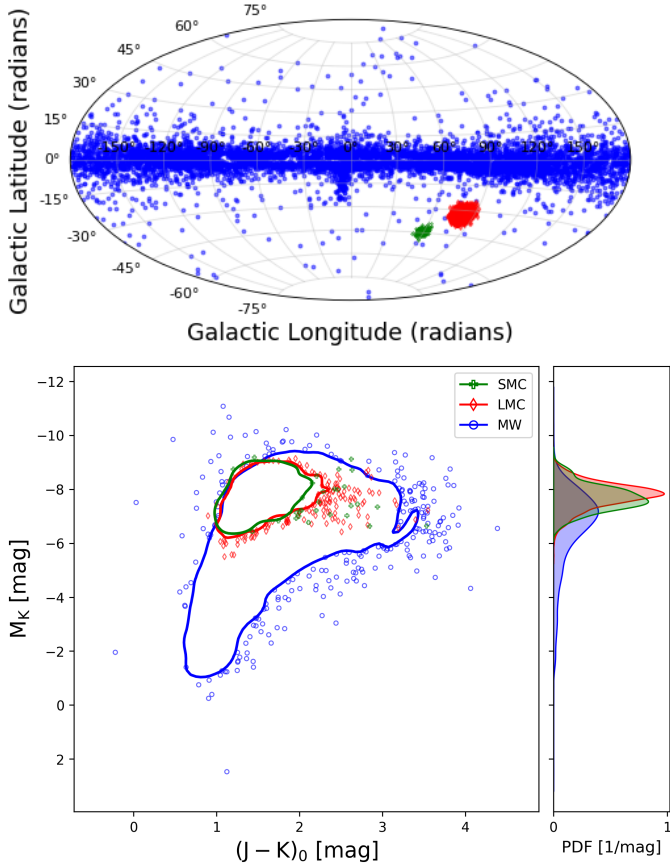 75°
60°
45°
30°
15°
0°
-15°
-30°
-45°
-60°
-75°
-150° -120° -90° -60° -30° 0° 30° 60° 90° 120° 150°
Galactic Latitude (radians)
Galactic Longitude (radians)
SMC
LMC
MW
−12
−10
−8
−6
−4
−2
0
2
M_K [mag]
0 1 2 3 4
(J − K)_0 [mag]
0 1
PDF [1/mag]